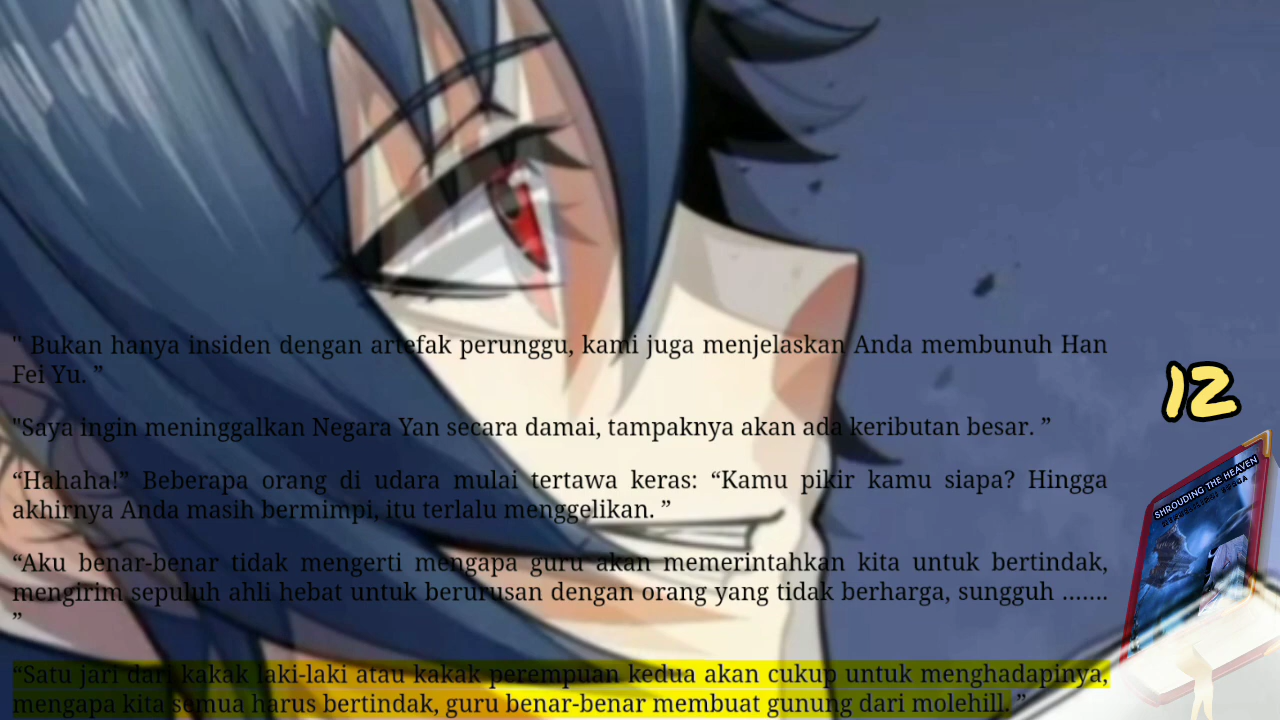 " Bukan hanya insiden dengan artefak perunggu, kami juga menjelaskan Anda membunuh Han
Fei Yu. ”
"Saya ingin meninggalkan Negara Yan secara damai, tampaknya akan ada keributan besar. ”
“Hahaha!” Beberapa orang di udara mulai tertawa keras: “Kamu pikir kamu siapa? Hingga
akhirnya Anda masih bermimpi, itu terlalu menggelikan. ”
“Aku benar-benar tidak mengerti mengapa guru akan memerintahkan kita untuk bertindak,
mengirim sepuluh ahli hebat untuk berurusan dengan orang yang tidak berharga, sungguh .......
”
“Satu jari dari kakak laki-laki atau kakak perempuan kedua akan cukup untuk menghadapinya,
mengapa kita semua harus bertindak, guru benar-benar membuat gunung dari molehill. ”
12
SHROUDING THE HEAVEN